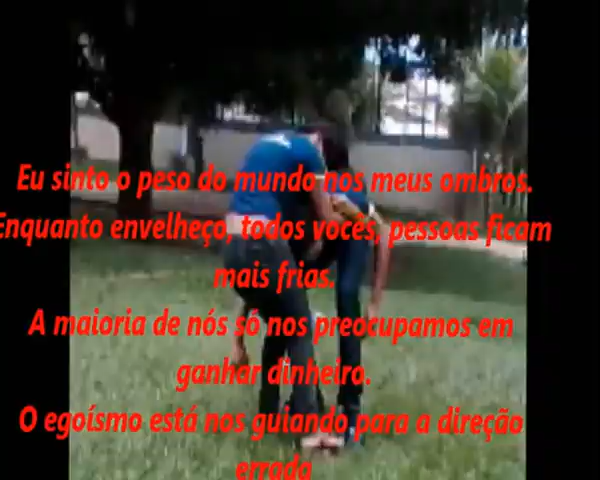 Eu sinto o peso do mundo nos meus ombros.
Enquanto envelheço, todos vocês, pessoas ficam
mais frias.
A maioria de nós só nos preocupamos em
ganhar dinheiro.
O egoísmo está nos guiando para a direção
errada